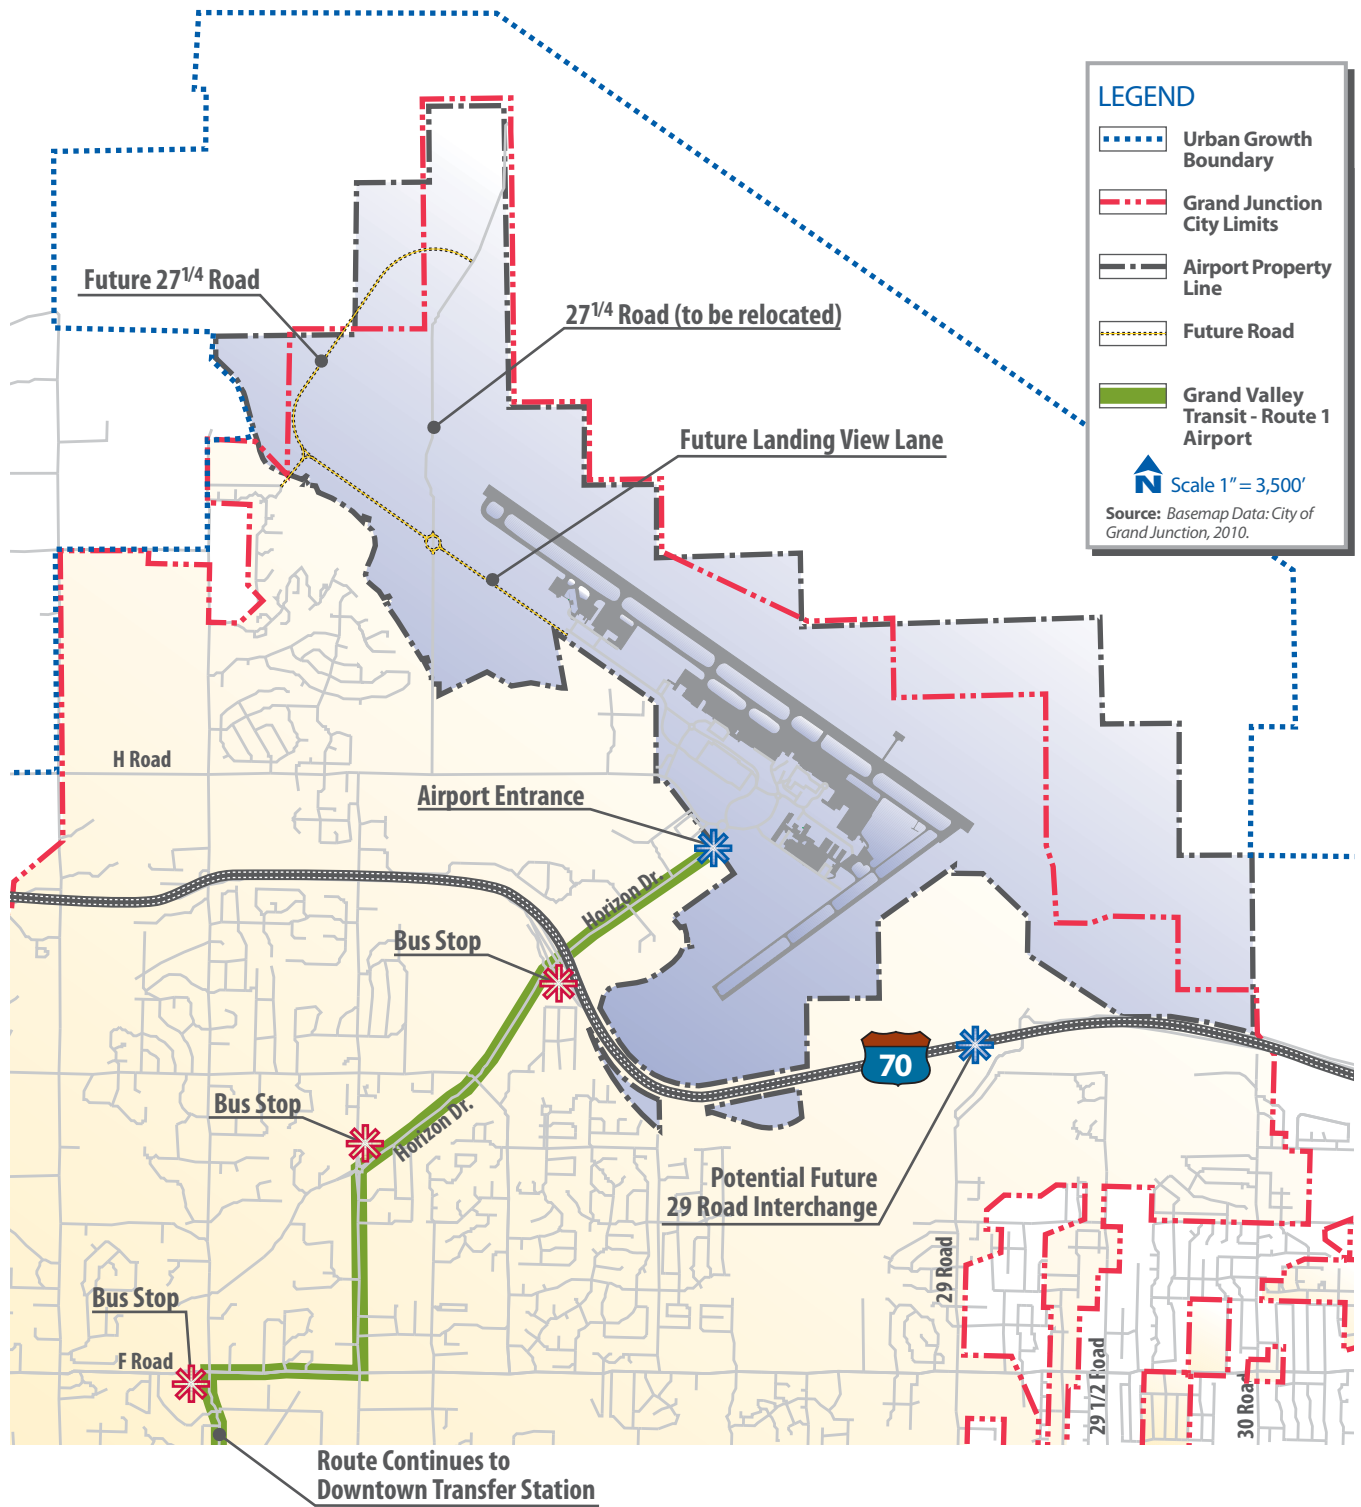 LEGEND
Urban Growth
Boundary
Grand Junction
City Limits
Airport Property
Line
Future Road
Grand Valley
Transit - Route 1
Airport
N Scale 1" = 3,500'
Source: Basemap Data: City of
Grand Junction, 2010.
Future 27 1/4 Road
27 1/4 Road (to be relocated)
Future Landing View Lane
H Road
Airport Entrance
Horizon Dr.
Bus Stop
70
Bus Stop
Horizon Dr.
Potential Future
29 Road Interchange
29 Road
Bus Stop
F Road
29 1/2 Road
30 Road
Route Continues to
Downtown Transfer Station